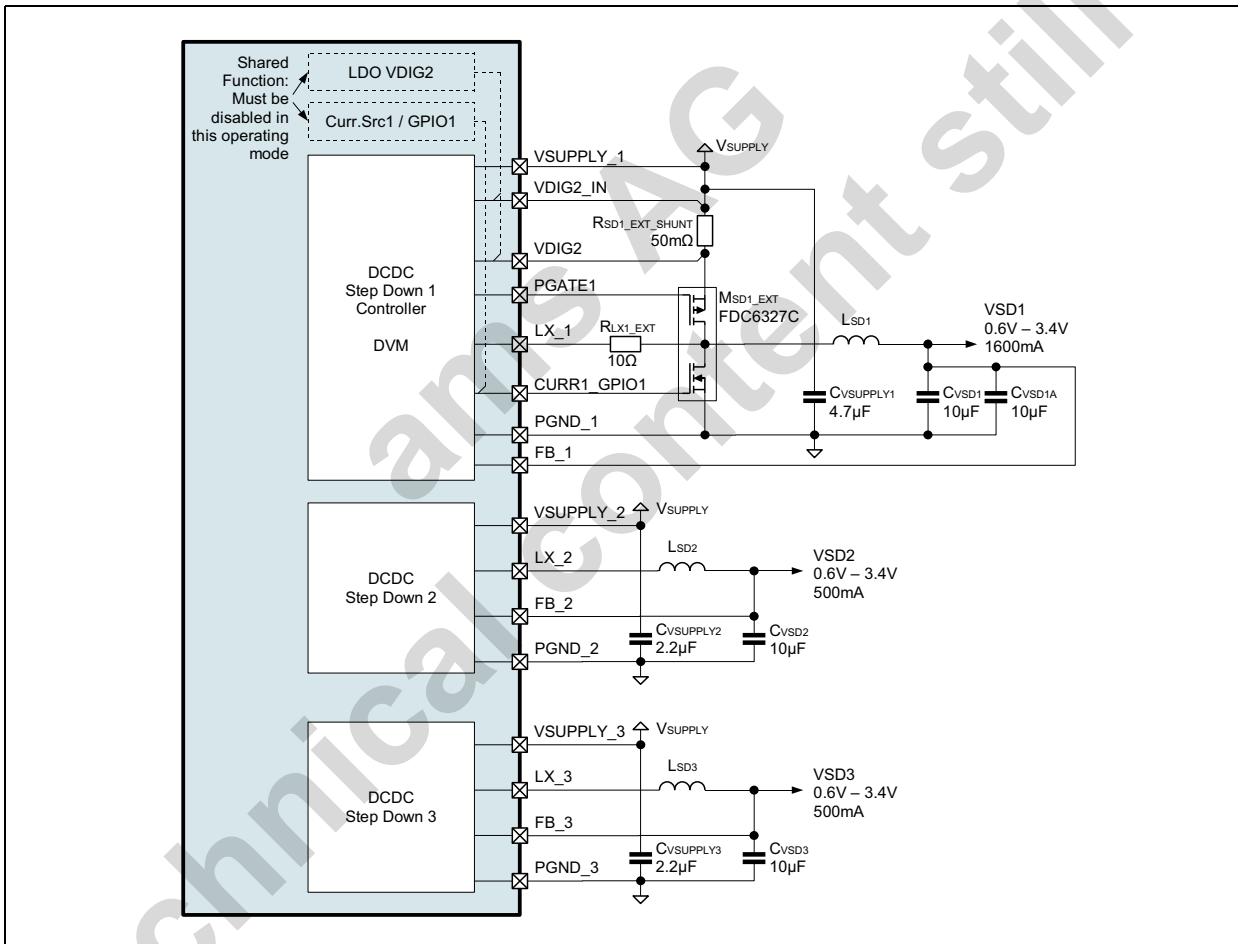 Shared
Function:
Must be
disabled in
this operating
mode
LDO VDIG2
Curr.Src1 / GPIO1
DCDC
Step Down 1
Controller
DVM
VSUPPLY_1
VDIG2_IN
VDIG2
PGATE1
LX_1
CURR1_GPIO1
PGND_1
FB_1
VSUPPLY
RSD1_EXT_SHUNT
50mΩ
MSD1_EXT
FDC6327C
RLX1_EXT
10Ω
LSD1
VSD1
0.6V – 3.4V
1600mA
CVSUPPLY1
4.7µF
CVSD1
10µF
CVSD1A
10µF
DCDC
Step Down 2
VSUPPLY_2
LX_2
FB_2
PGND_2
VSUPPLY
LSD2
VSD2
0.6V – 3.4V
500mA
CVSUPPLY2
2.2µF
CVSD2
10µF
DCDC
Step Down 3
VSUPPLY_3
LX_3
FB_3
PGND_3
VSUPPLY
LSD3
VSD3
0.6V – 3.4V
500mA
CVSUPPLY3
2.2µF
CVSD3
10µF
ams AG
chnical content still